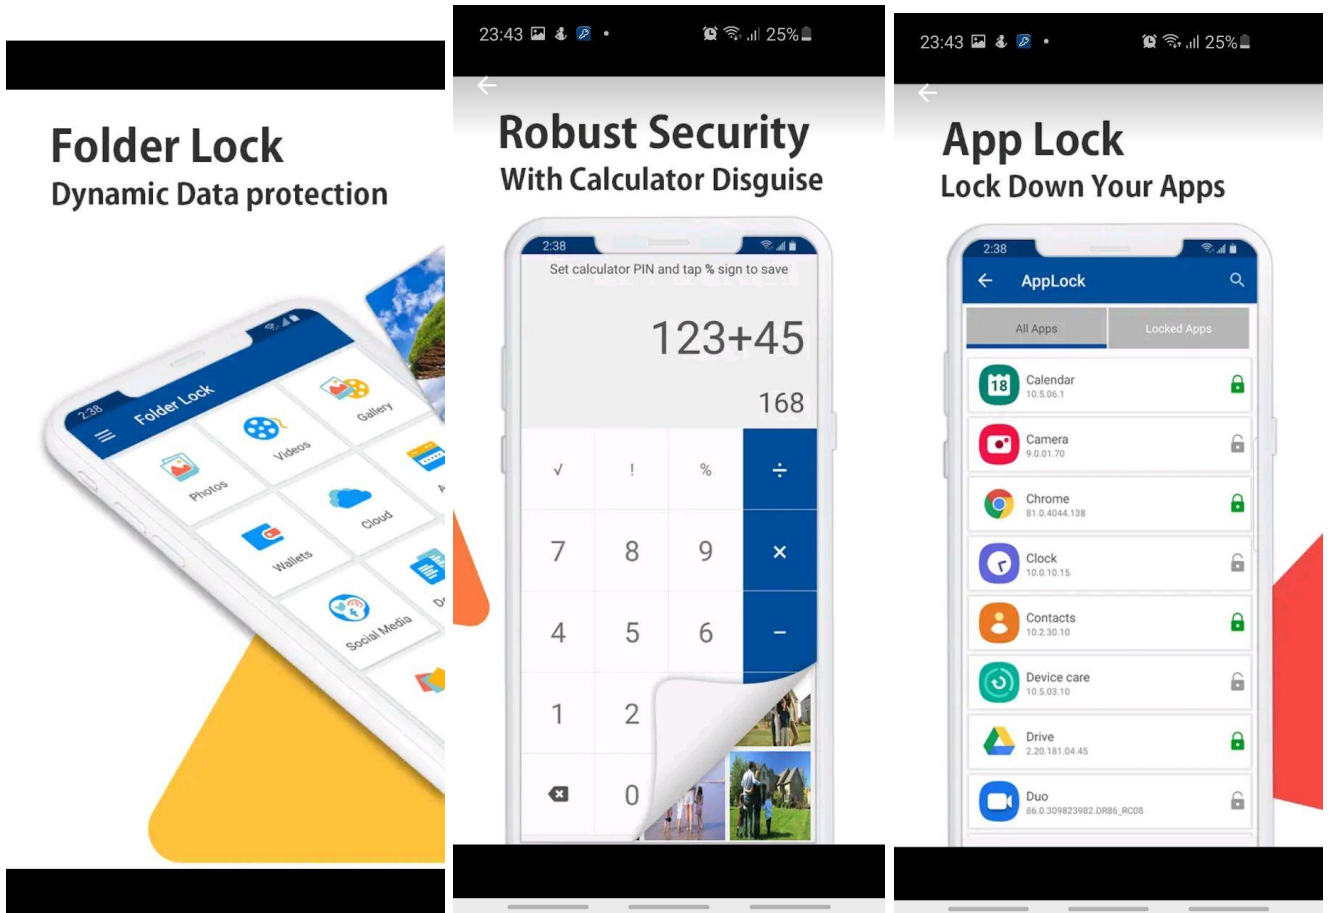 Folder Lock
Dynamic Data protection
2:38
Folder Lock
Photos
Videos
Gallery
Wallets
Cloud
Social Media
23:43
25%
Robust Security
With Calculator Disguise
2:38
Set calculator PIN and tap % sign to save
123+45
168
√ ! % ÷
7 8 9 ×
4 5 6 −
1 2
0
23:43
25%
App Lock
Lock Down Your Apps
2:38
AppLock
All Apps Locked Apps
18
Calendar
10.5.06.1
Camera
9.0.01.70
Chrome
81.0.4044.138
Clock
10.0.10.15
Contacts
10.2.30.10
Device care
10.5.03.10
Drive
2.20.181.04.45
Duo
86.0.309823982.DR86_RC08